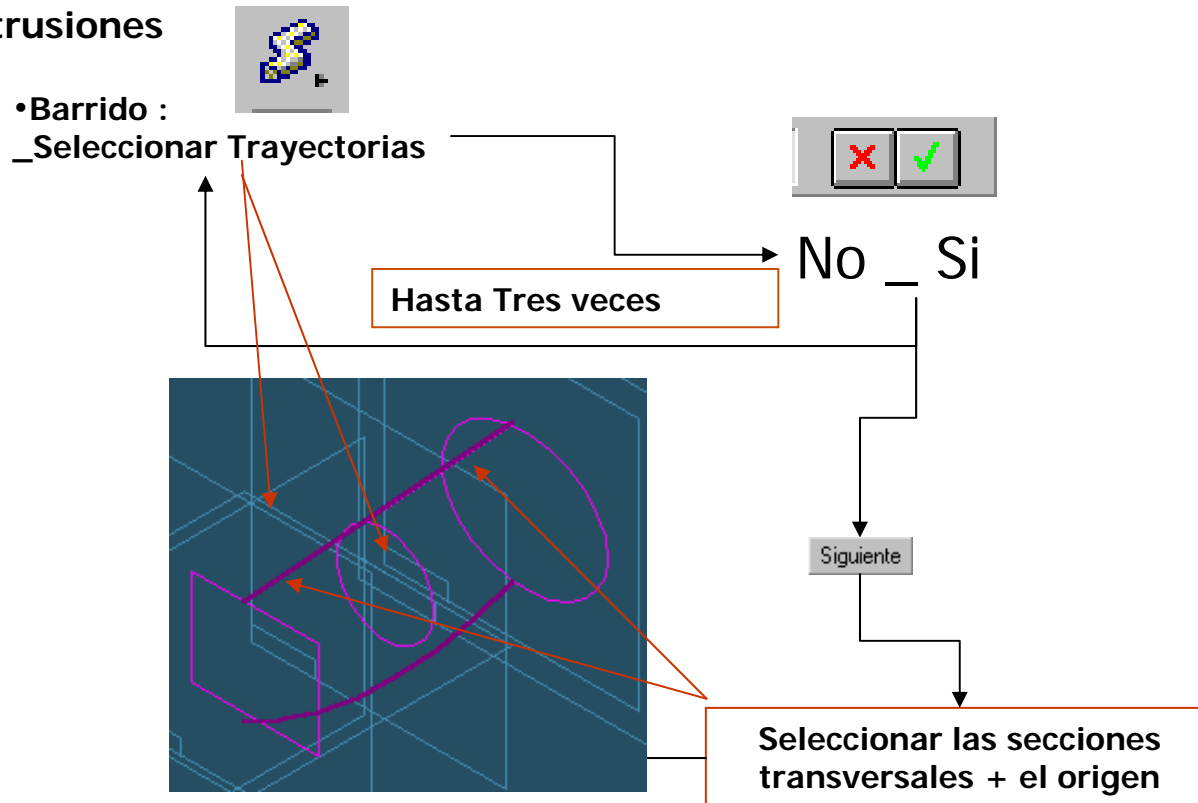 trusiones
•Barrido :
_Seleccionar Trayectorias
No _ Si
Hasta Tres veces
Siguiente
Seleccionar las secciones
transversales + el origen